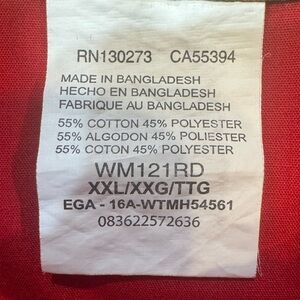 RN130273 CA55394
MADE IN BANGLADESH
HECHO EN BANGLADESH
FABRIQUE AU BANGLADESH
55% COTTON 45% POLYESTER
55% ALGODON 45% POLIESTER
55% COTON 45% POLYESTER
WM121RD
XXL/XXG/TTG
EGA - 16A-WTMH54561
083622572636